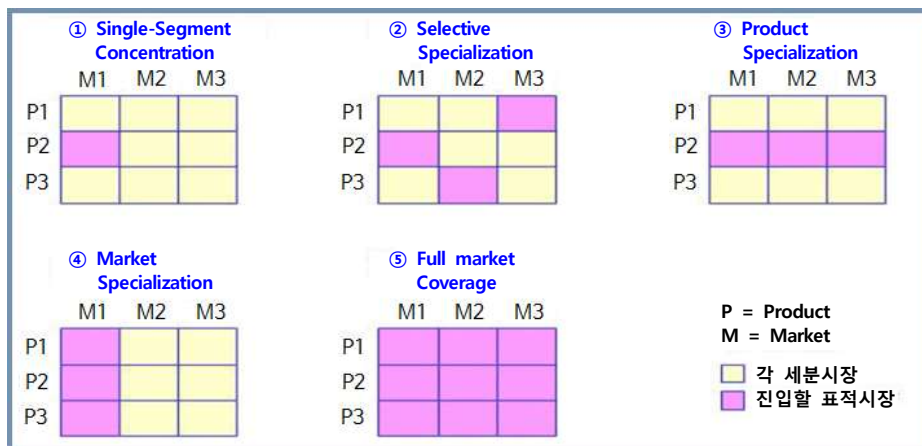 ① Single-Segment
Concentration
M1 M2 M3
P1
P2
P3
② Selective
Specialization
M1 M2 M3
P1
P2
P3
③ Product
Specialization
M1 M2 M3
P1
P2
P3
④ Market
Specialization
M1 M2 M3
P1
P2
P3
⑤ Full market
Coverage
M1 M2 M3
P1
P2
P3
P = Product
M = Market
각 세분시장
진입할 표적시장